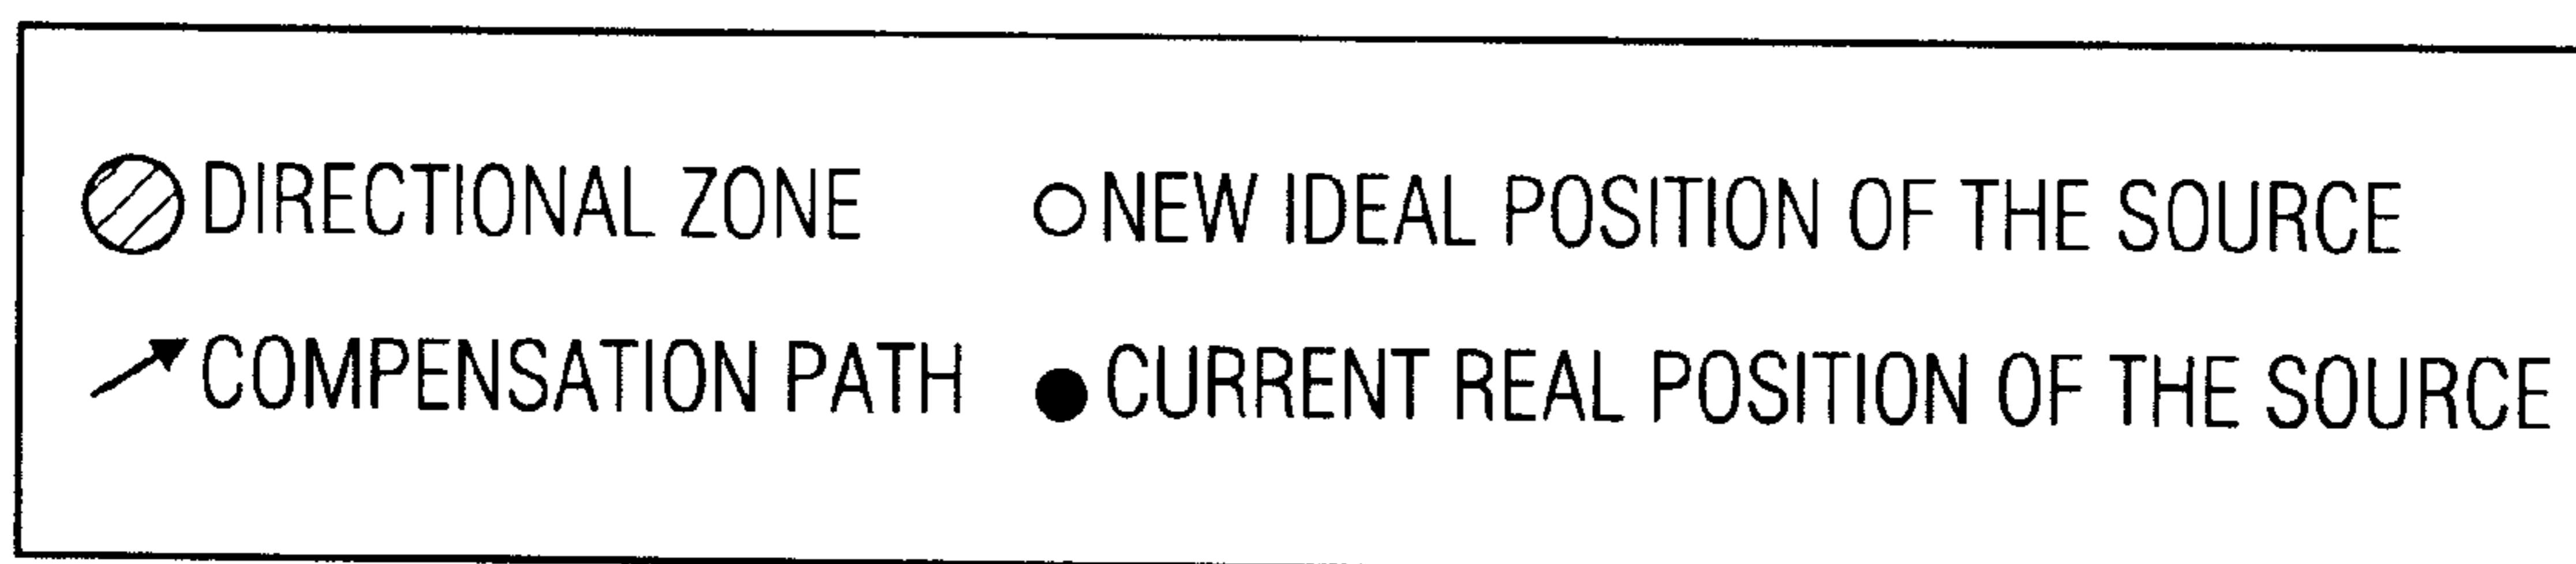 DIRECTIONAL ZONE
NEW IDEAL POSITION OF THE SOURCE
COMPENSATION PATH
CURRENT REAL POSITION OF THE SOURCE